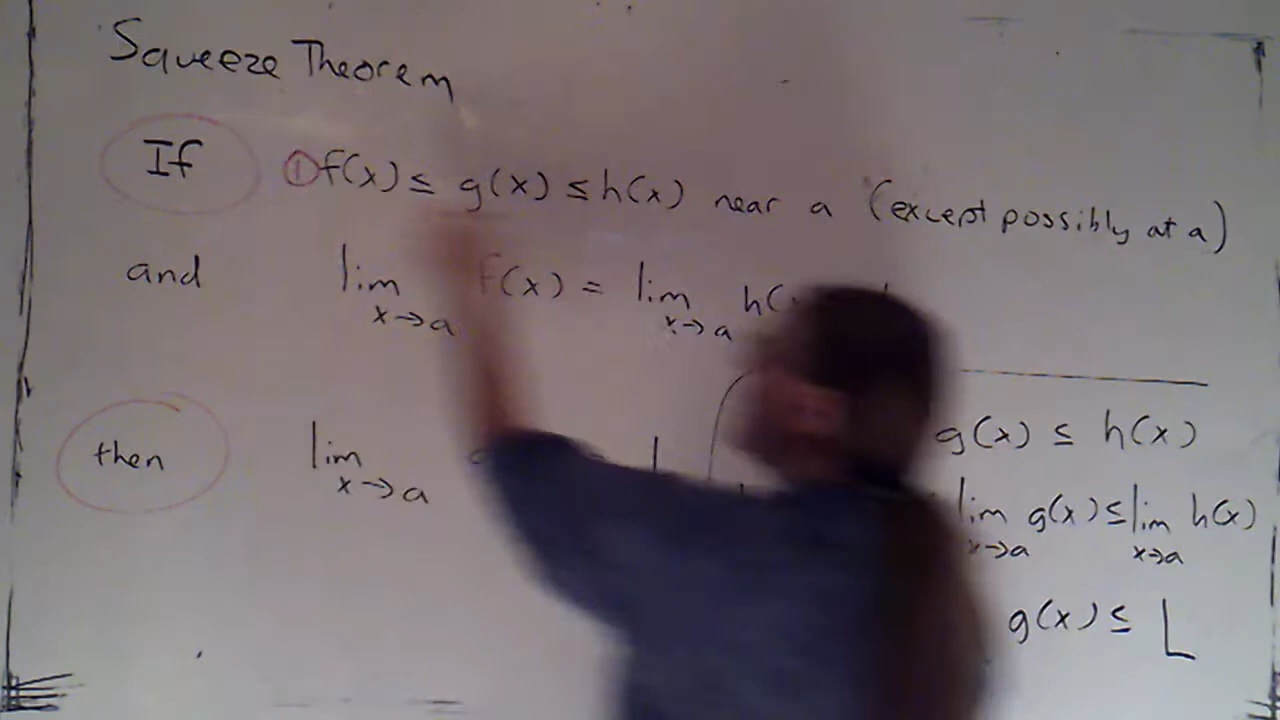 Squeeze Theorem
If ① f(x) ≤ g(x) ≤ h(x) near a (except possibly at a)
and lim x→a f(x) = lim x→a h(
g(x) ≤ h(x)
then lim x→a
lim x→a g(x) ≤ lim x→a h(x)
g(x) ≤ L